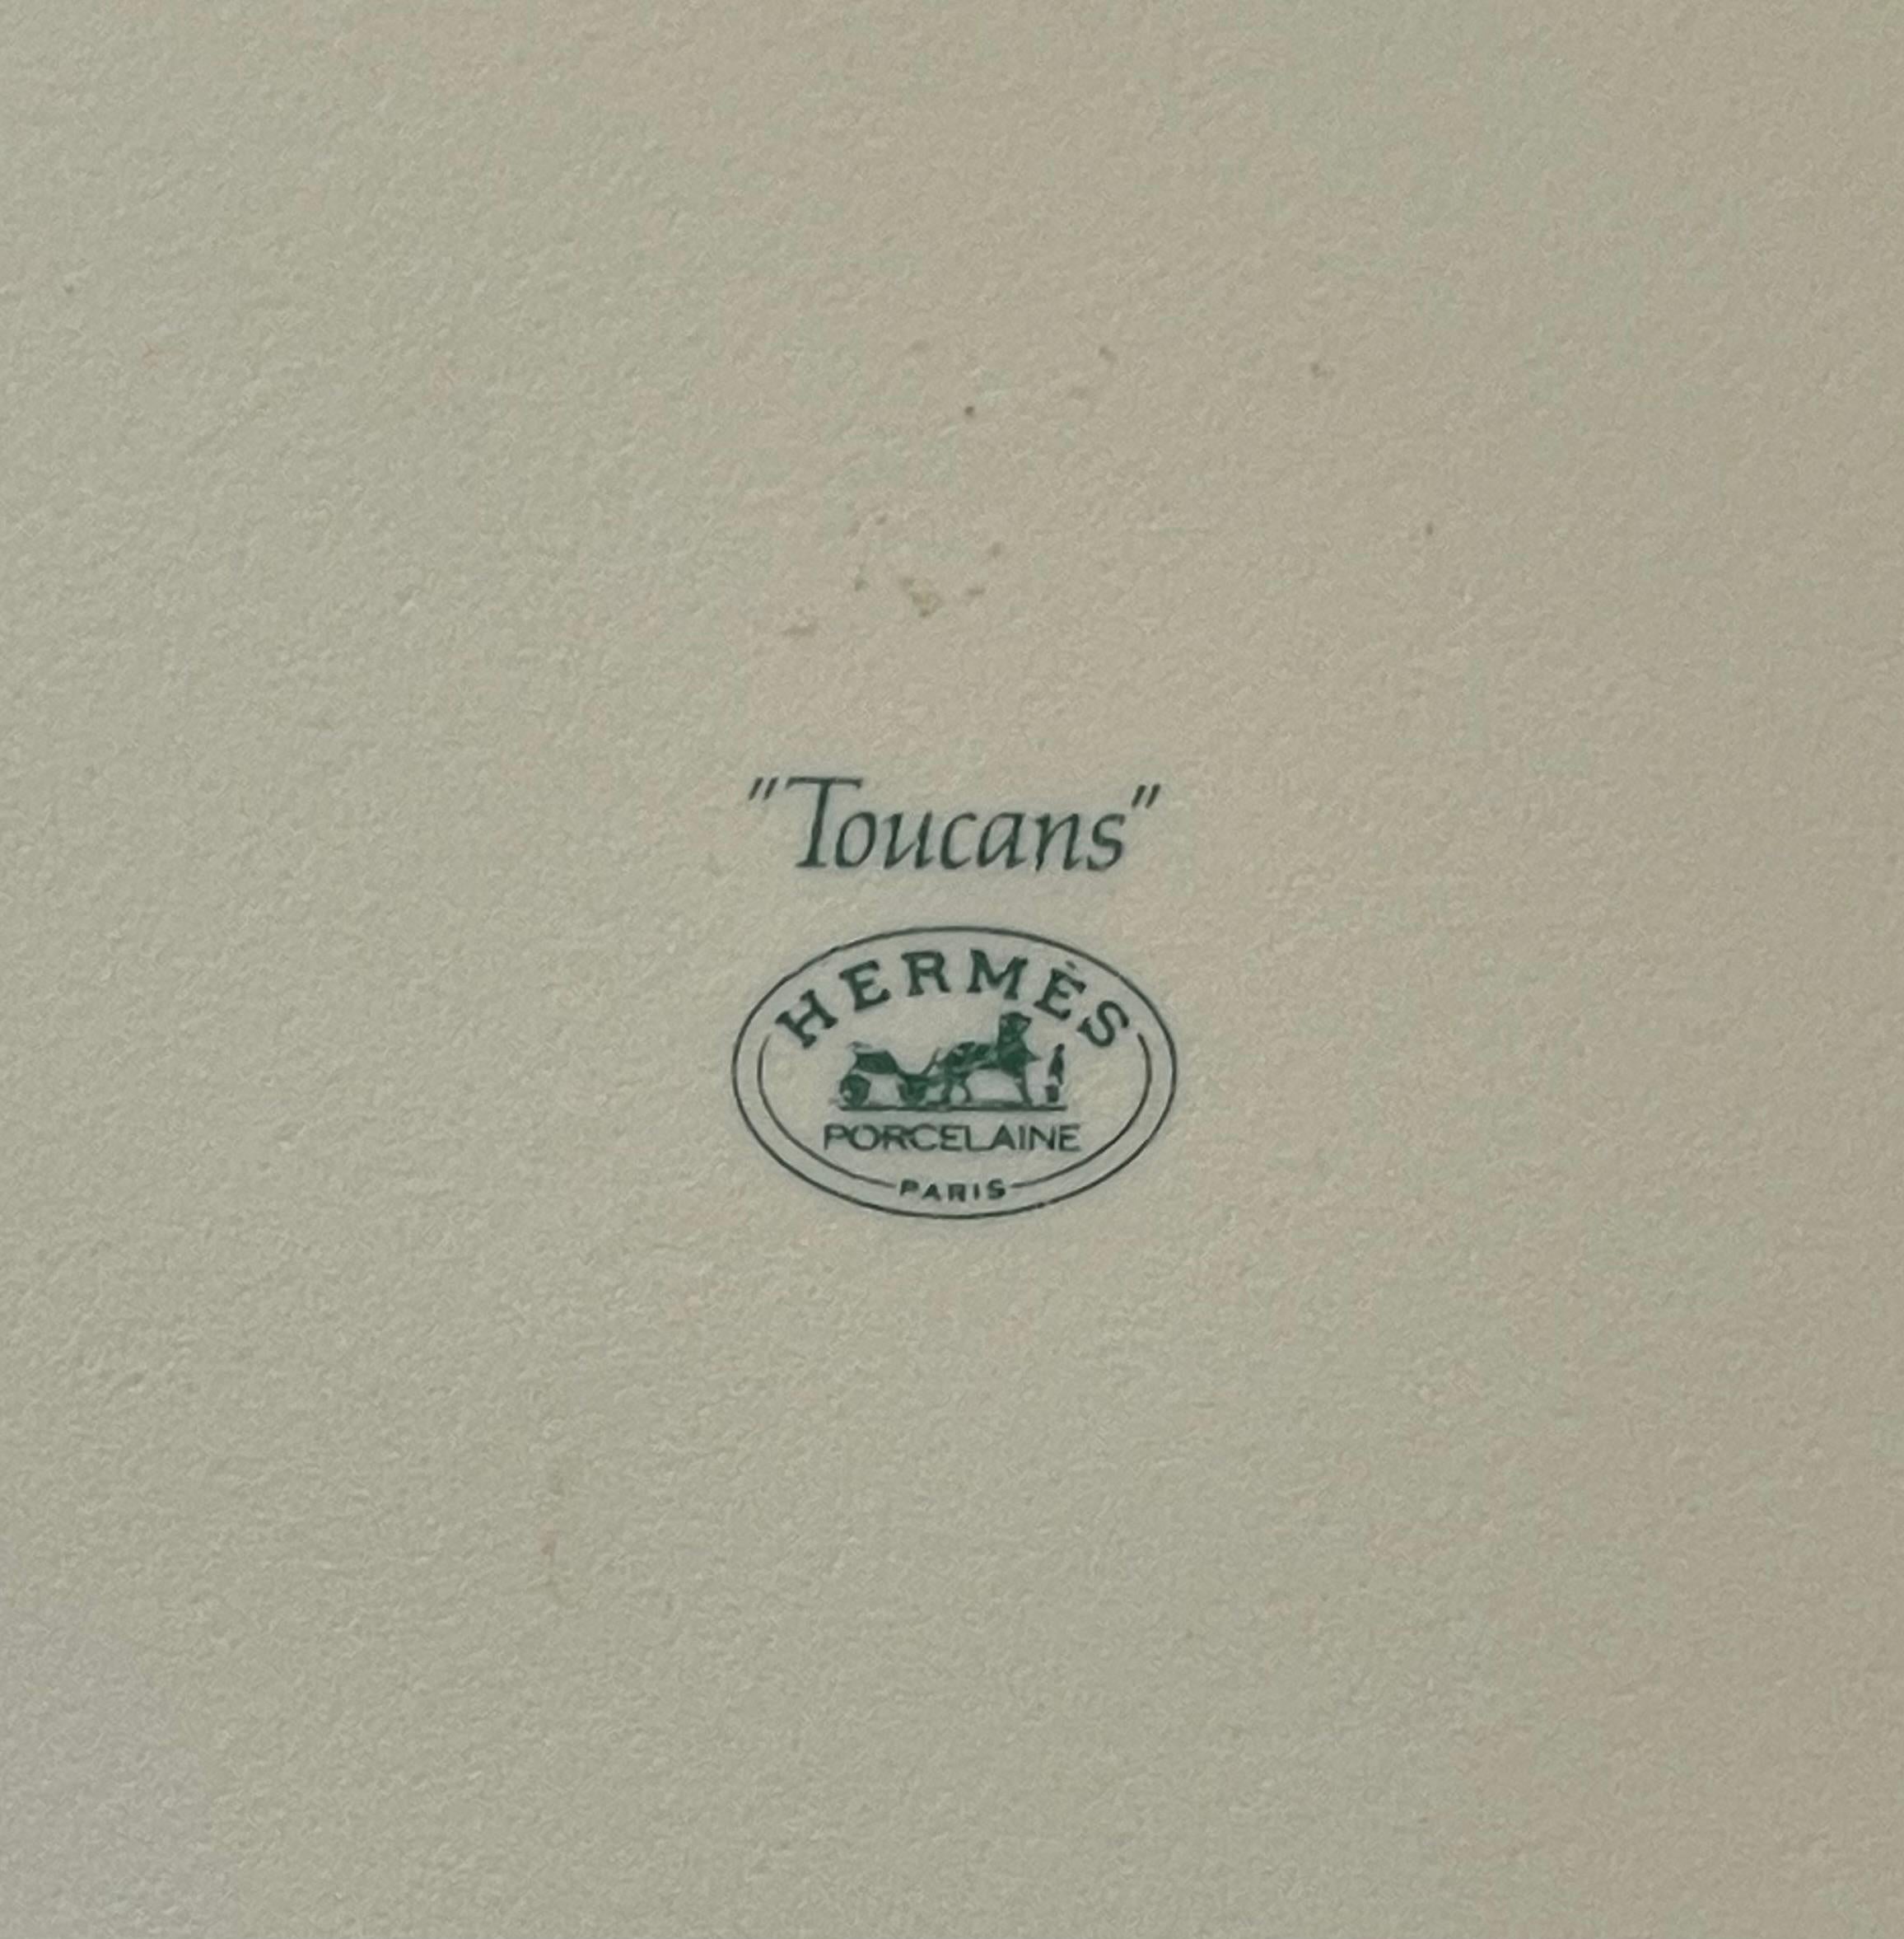 "Toucans"
HERMÈS
PORCELAINE
PARIS